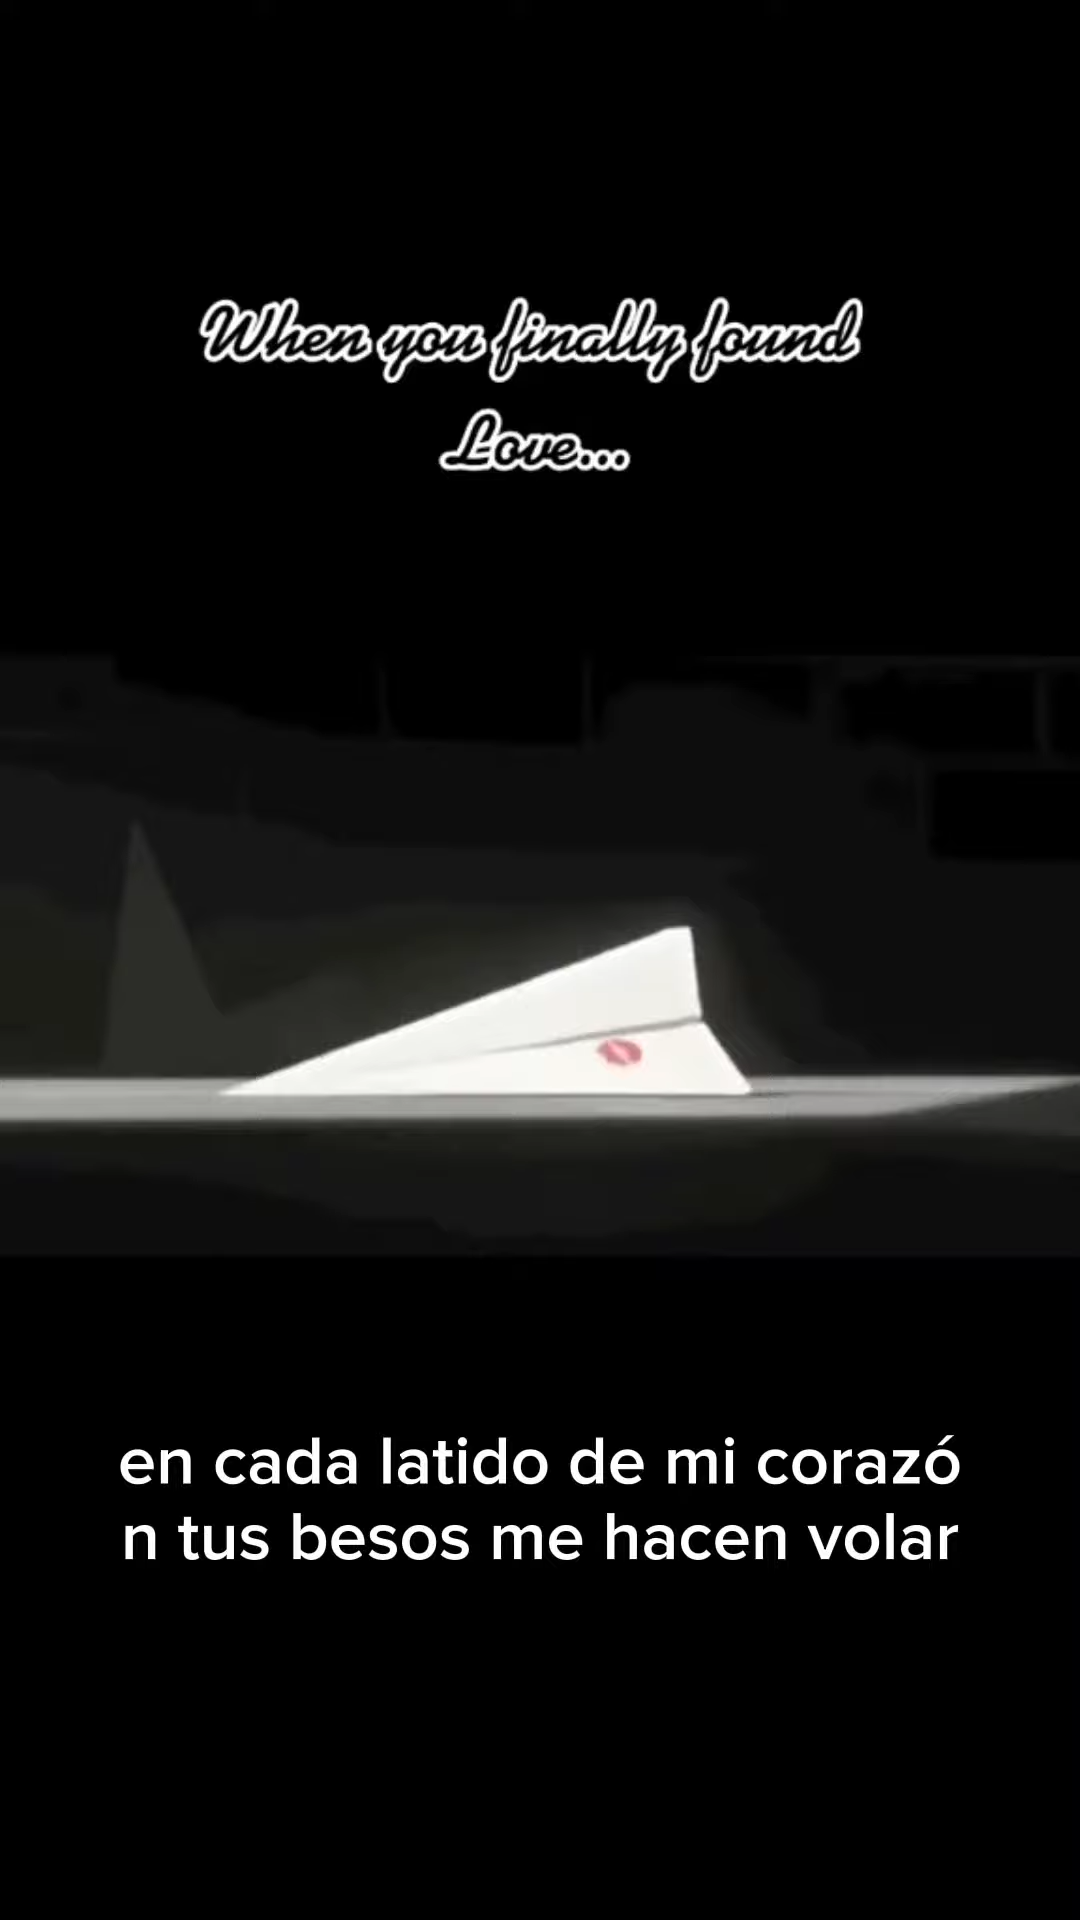 When you finally found
Love...
en cada latido de mi corazó
n tus besos me hacen volar